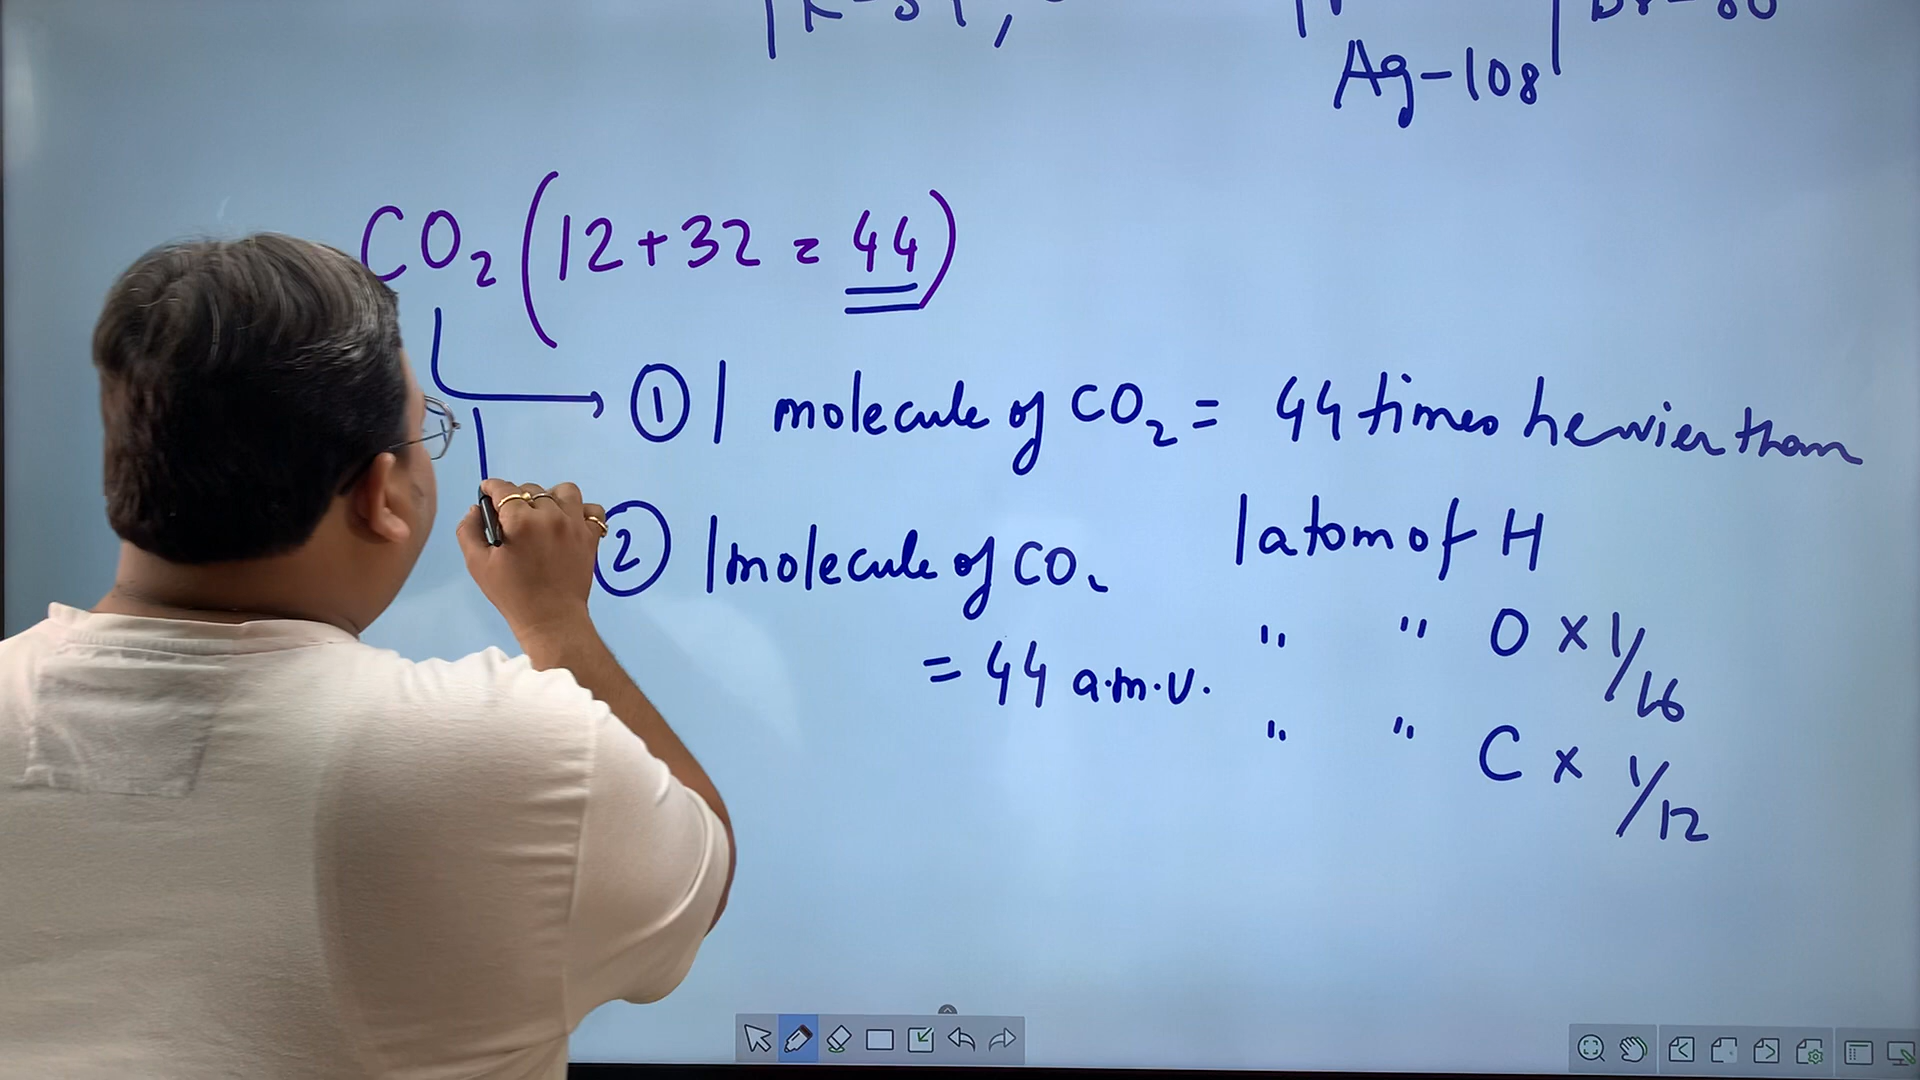 Ag-108
CO₂ (12+32 = 44)
① 1 molecule of CO₂ = 44 times heavier than
1 atom of H
" " O × 1/16
" " C × 1/12
② 1 molecule of CO₂
= 44 a.m.u.